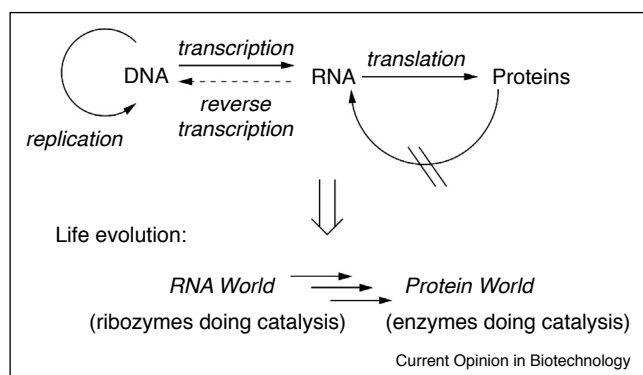 transcription
translation
DNA
RNA
Proteins
reverse
transcription
replication
Life evolution:
RNA World
Protein World
(ribozymes doing catalysis)
(enzymes doing catalysis)
Current Opinion in Biotechnology